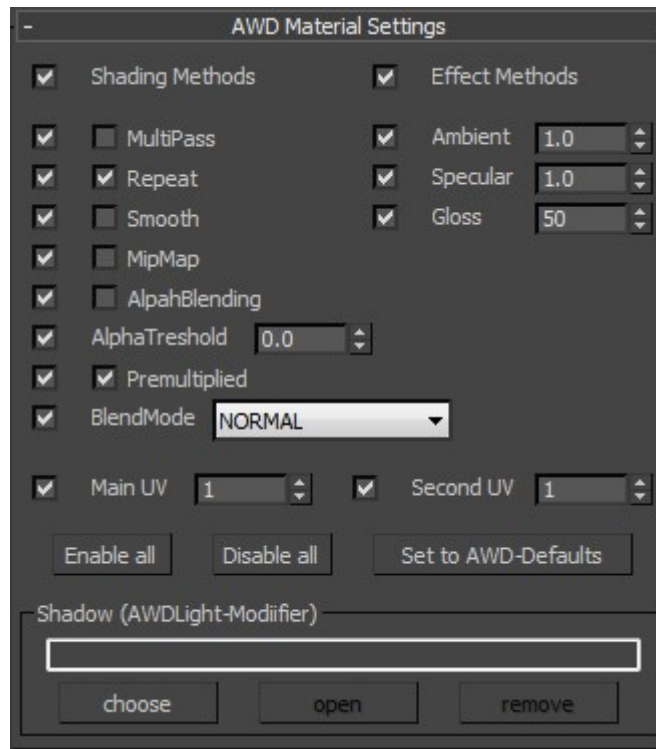 - AWD Material Settings
Shading Methods Effect Methods
MultiPass Ambient 1.0
Repeat Specular 1.0
Smooth Gloss 50
MipMap
AlpahBlending
AlphaTreshold 0.0
Premultiplied
BlendMode NORMAL
Main UV 1 Second UV 1
Enable all Disable all Set to AWD-Defaults
Shadow (AWDLight-Modiifier)
choose open remove